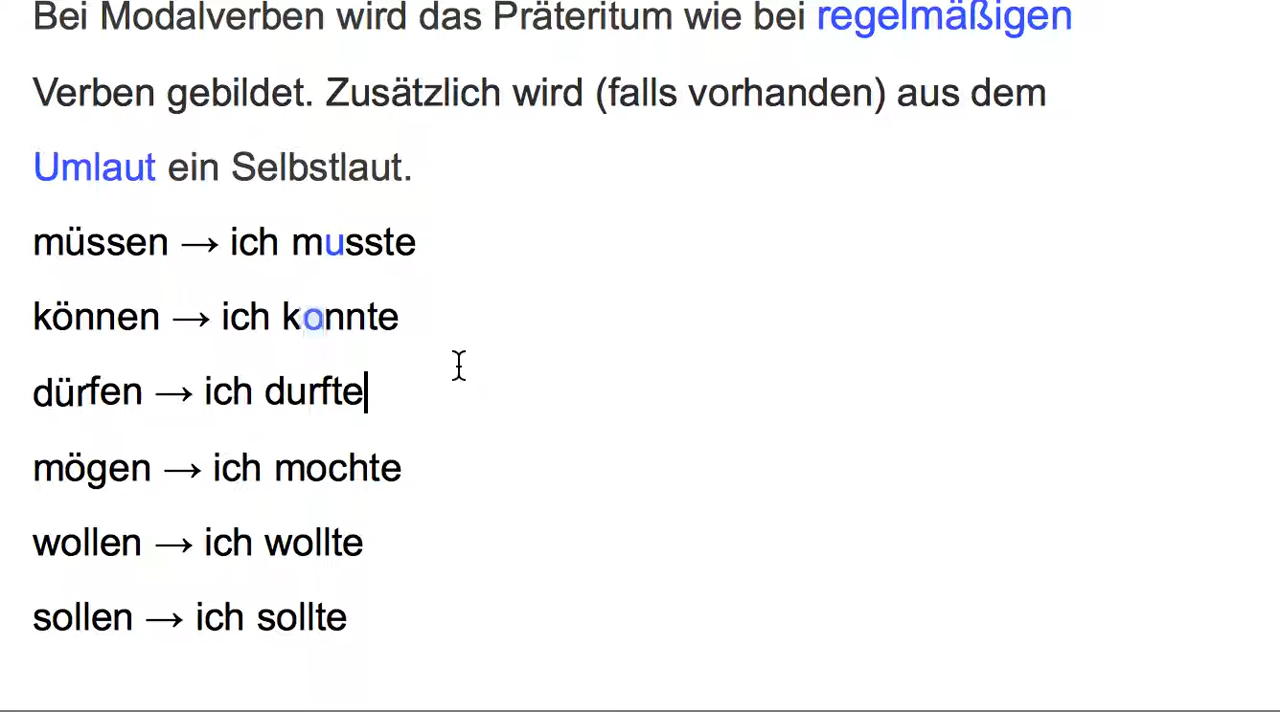 Bei Modalverben wird das Präteritum wie bei regelmäßigen
Verben gebildet. Zusätzlich wird (falls vorhanden) aus dem
Umlaut ein Selbstlaut.
müssen → ich musste
können → ich konnte
dürfen → ich durfte
mögen → ich mochte
wollen → ich wollte
sollen → ich sollte